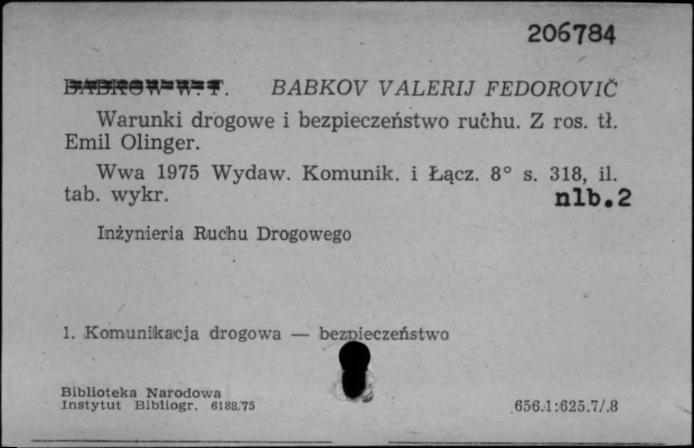 206784
BABKOW W. F. BABKOV VALERIJ FEDOROVIČ
Warunki drogowe i bezpieczeństwo ruchu. Z ros. tł.
Emil Olinger.
Wwa 1975 Wydaw. Komunik. i Łącz. 8° s. 318, il.
tab. wykr. nlb.2
Inżynieria Ruchu Drogowego
1. Komunikacja drogowa — bezpieczeństwo
Biblioteka Narodowa
Instytut Bibliogr. 6188/75 656.1:625.7/.8